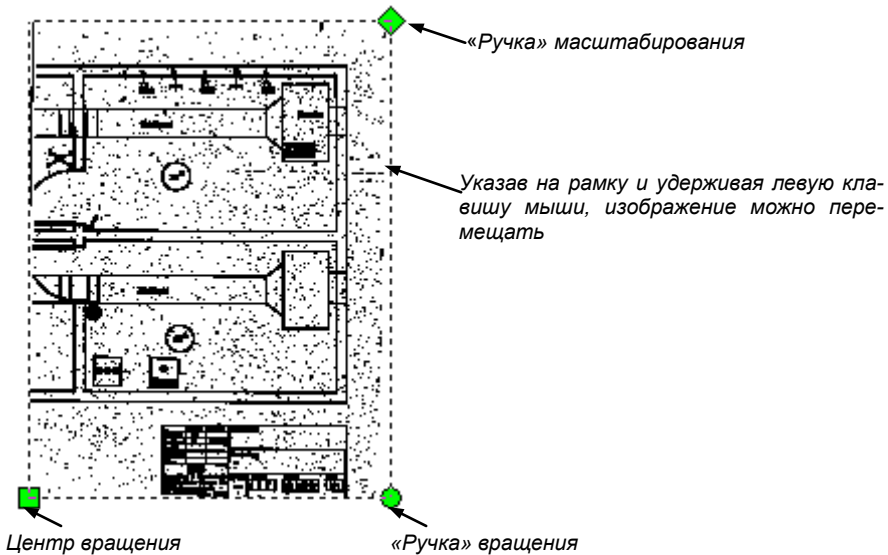 «Ручка» масштабирования
Указав на рамку и удерживая левую кла-
вишу мыши, изображение можно пере-
мещать
Центр вращения
«Ручка» вращения